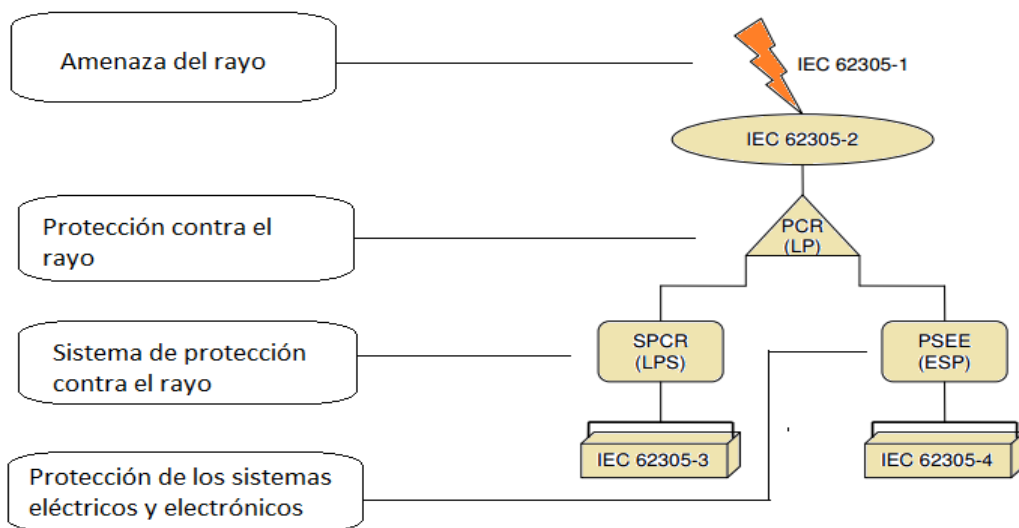 Amenaza del rayo
IEC 62305-1
IEC 62305-2
Protección contra el
rayo
PCR
(LP)
Sistema de protección
contra el rayo
SPCR
(LPS)
PSEE
(ESP)
IEC 62305-3
IEC 62305-4
Protección de los sistemas
eléctricos y electrónicos